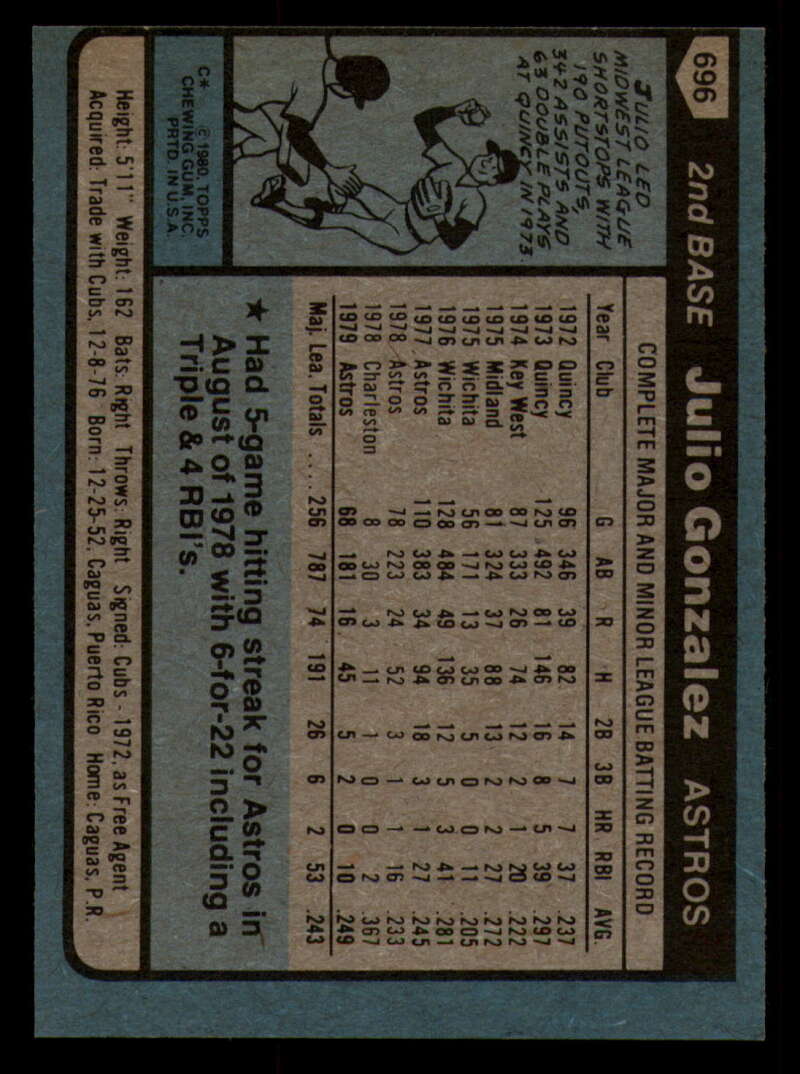 696 2nd BASE Julio Gonzalez ASTROS
JULIO LED
MIDWEST LEAGUE
SHORTSTOPS WITH
190 PUTOUTS,
342 ASSISTS AND
63 DOUBLE PLAYS
AT QUINCY IN 1973.
C* © 1980 TOPPS
CHEWING GUM, INC.
PRTD. IN U.S.A.
COMPLETE MAJOR AND MINOR LEAGUE BATTING RECORD
Year Club G AB R H 2B 3B HR RBI AVG.
1972 Quincy 96 346 39 82 14 7 7 37 .237
1973 Quincy 125 492 81 146 16 8 5 39 .297
1974 Key West 87 333 26 74 12 2 1 20 .222
1975 Midland 81 324 37 88 13 2 2 27 .272
1975 Wichita 56 171 13 35 5 0 0 11 .205
1976 Wichita 128 484 49 136 12 5 3 41 .281
1977 Astros 110 383 34 94 18 3 1 27 .245
1978 Astros 78 223 24 52 3 1 1 16 .233
1978 Charleston 8 30 3 11 1 0 0 2 .367
1979 Astros 68 181 16 45 5 2 0 10 .249
Maj. Lea. Totals .... 256 787 74 191 26 6 2 53 .243
★ Had 5-game hitting streak for Astros in
August of 1978 with 6-for-22 including a
Triple & 4 RBI's.
Height: 5'11" Weight: 162 Bats: Right Throws: Right Signed: Cubs - 1972, as Free Agent
Acquired: Trade with Cubs, 12-8-76 Born: 12-25-52, Caguas, Puerto Rico Home: Caguas, P.R.